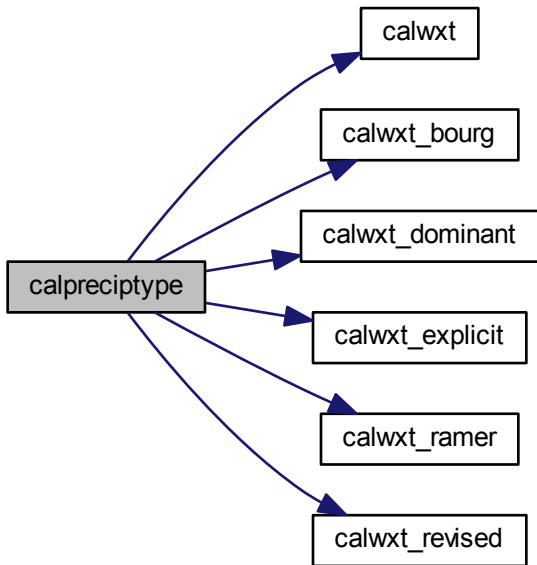 calwxt
calwxt_bourg
calwxt_dominant
calpreciptype
calwxt_explicit
calwxt_ramer
calwxt_revised